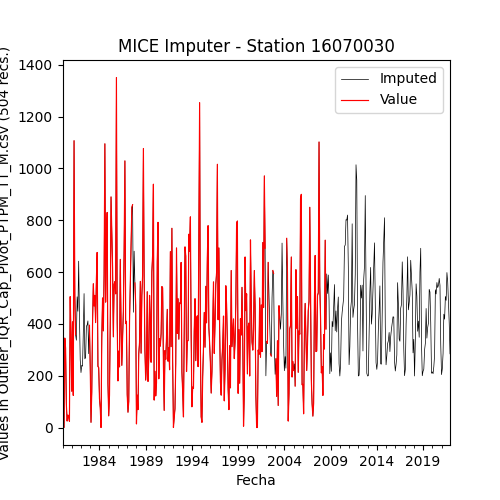 MICE Imputer - Station 16070030
Values in Outlier_IQR_Cap_Pivot_PTPM_TT_M.csv (504 recs.)
1400
1200
1000
800
600
400
200
0
Imputed
Value
1984 1989 1994 1999 2004 2009 2014 2019
Fecha